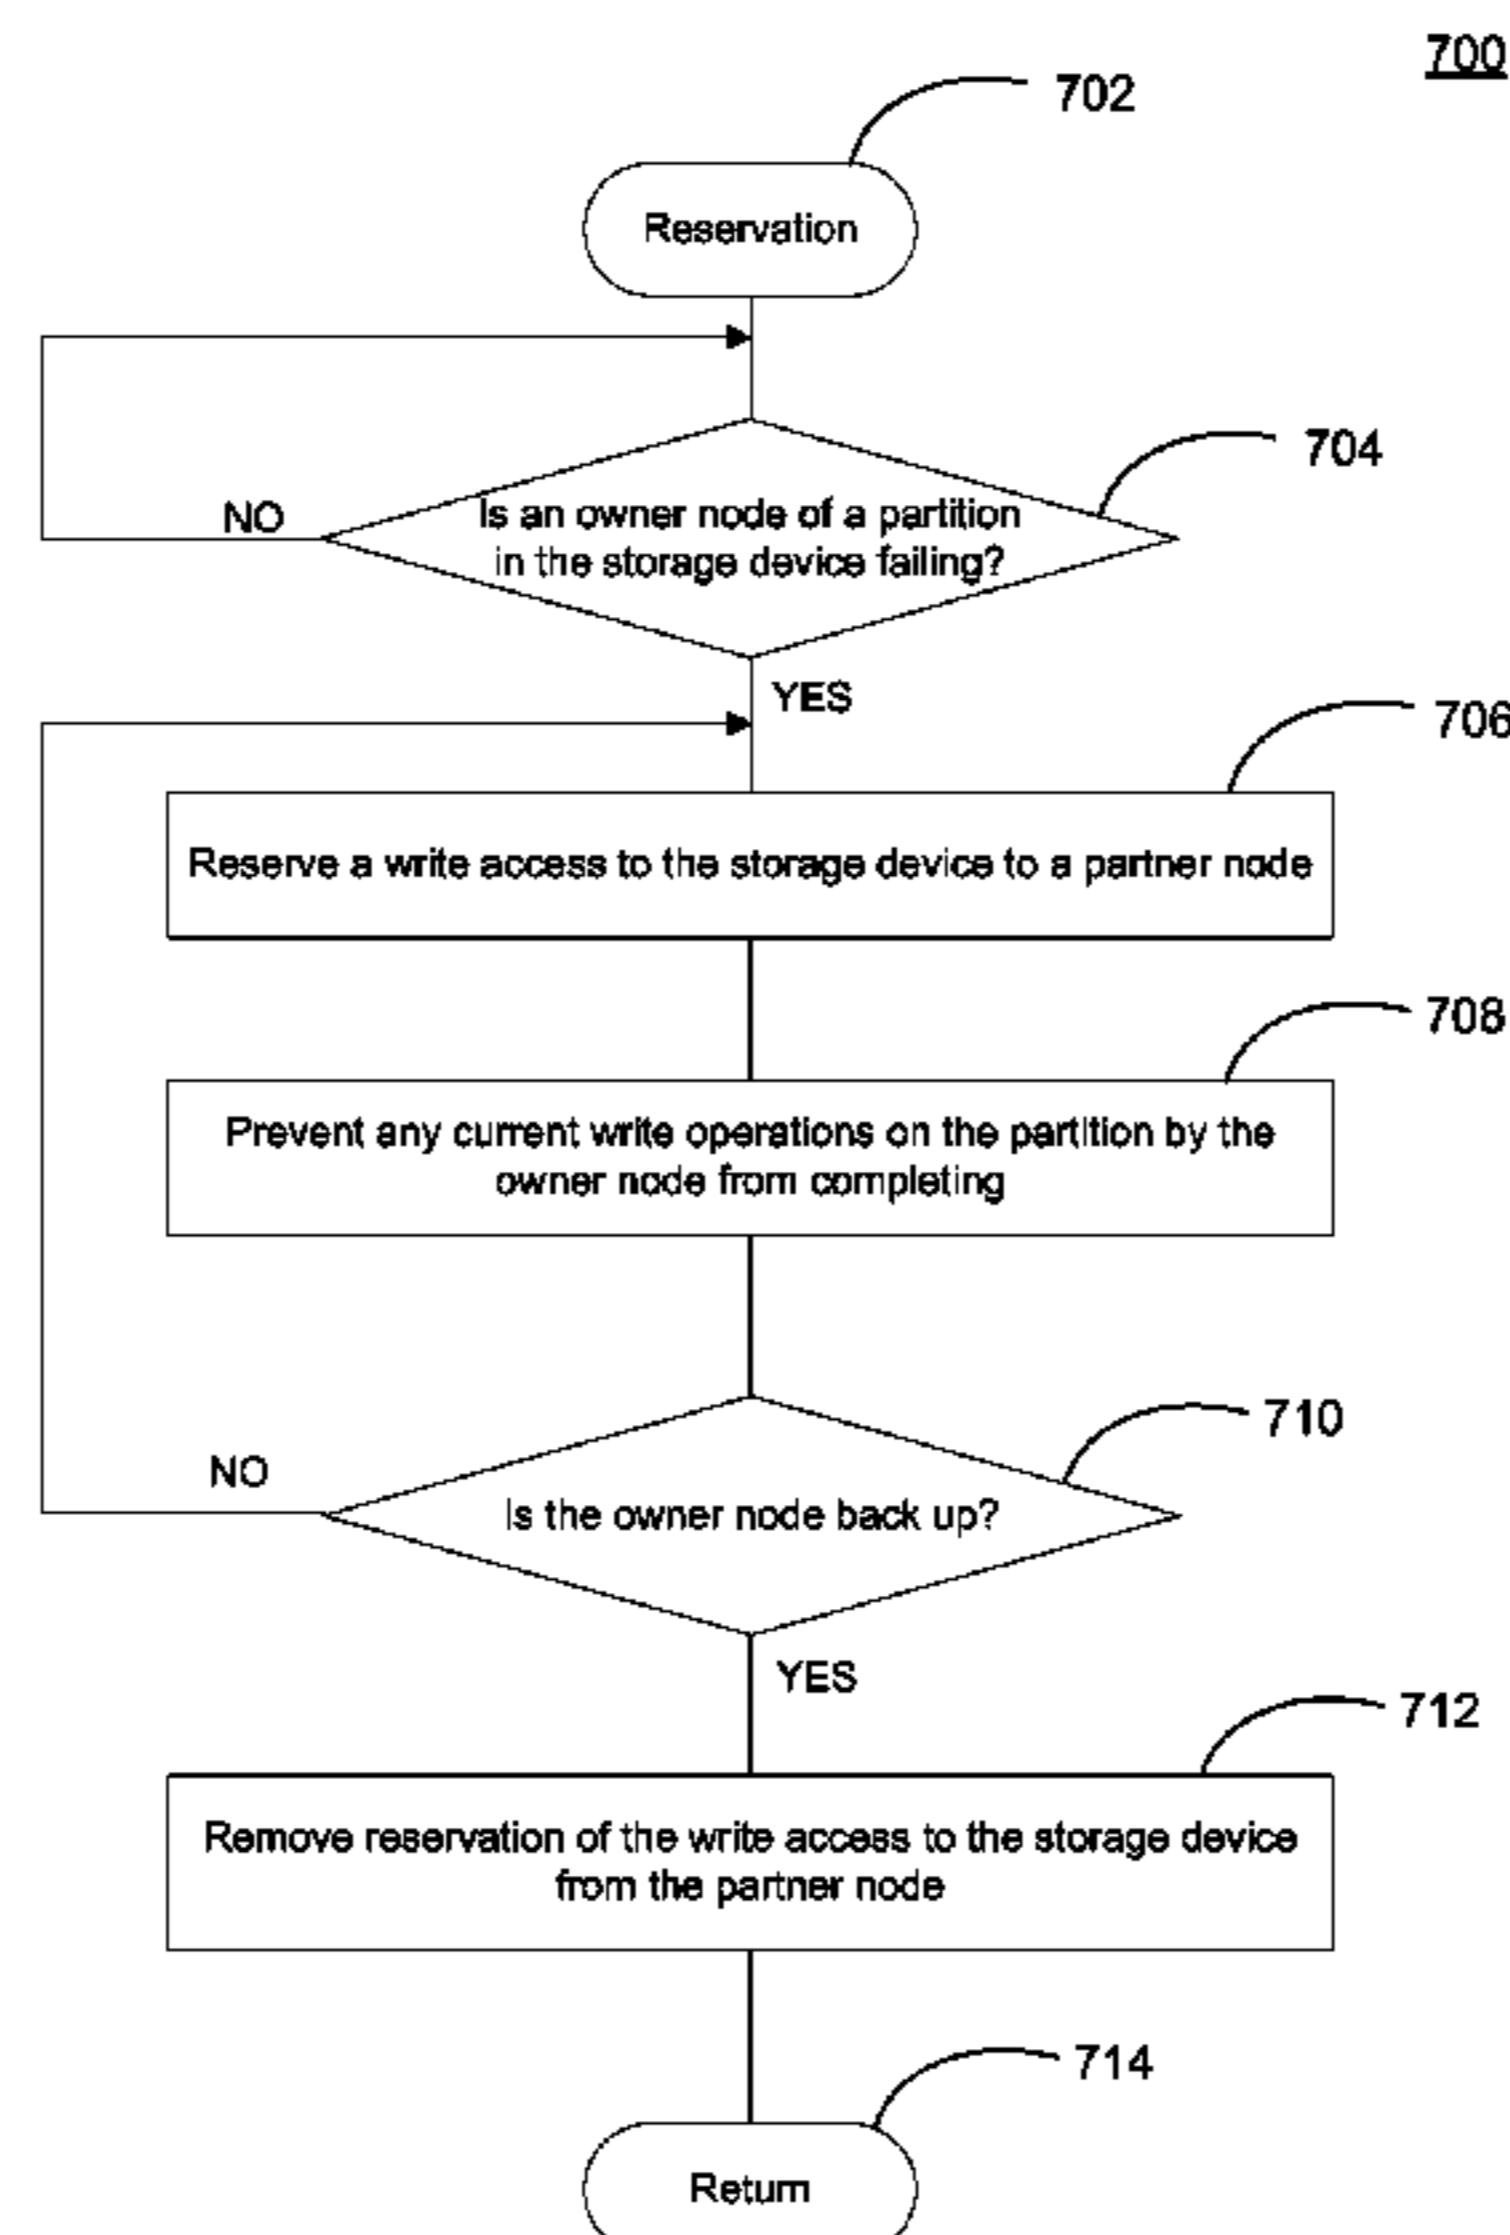 700
702
Reservation
704
NO
Is an owner node of a partition
in the storage device failing?
YES
706
Reserve a write access to the storage device to a partner node
708
Prevent any current write operations on the partition by the
owner node from completing
710
NO
Is the owner node back up?
YES
712
Remove reservation of the write access to the storage device
from the partner node
714
Return